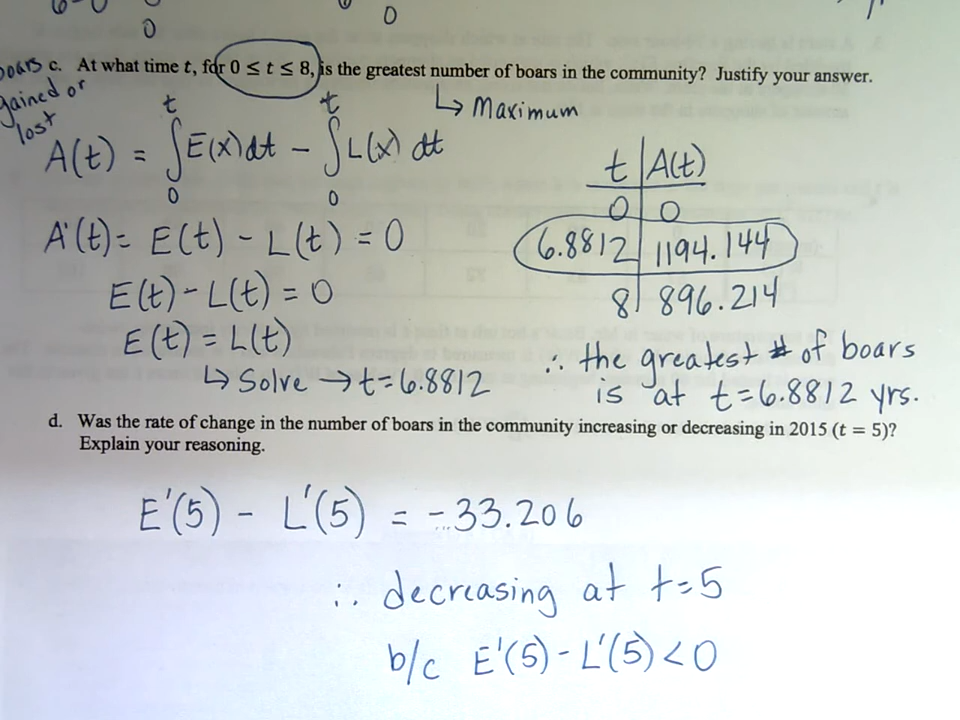 0
0
c. At what time t, for 0 ≤ t ≤ 8, is the greatest number of boars in the community? Justify your answer.
boars
gained or
lost
↳ Maximum
A(t) = ∫₀ᵗ E(x)dt − ∫₀ᵗ L(x) dt
A'(t) = E(t) − L(t) = 0
E(t) − L(t) = 0
E(t) = L(t)
↳ Solve → t = 6.8812
t | A(t)
0 | 0
6.8812 | 1194.144
8 | 896.214
∴ the greatest # of boars
is at t=6.8812 yrs.
d. Was the rate of change in the number of boars in the community increasing or decreasing in 2015 (t = 5)?
Explain your reasoning.
E'(5) − L'(5) = −33.206
∴ decreasing at t=5
b/c E'(5) − L'(5) < 0